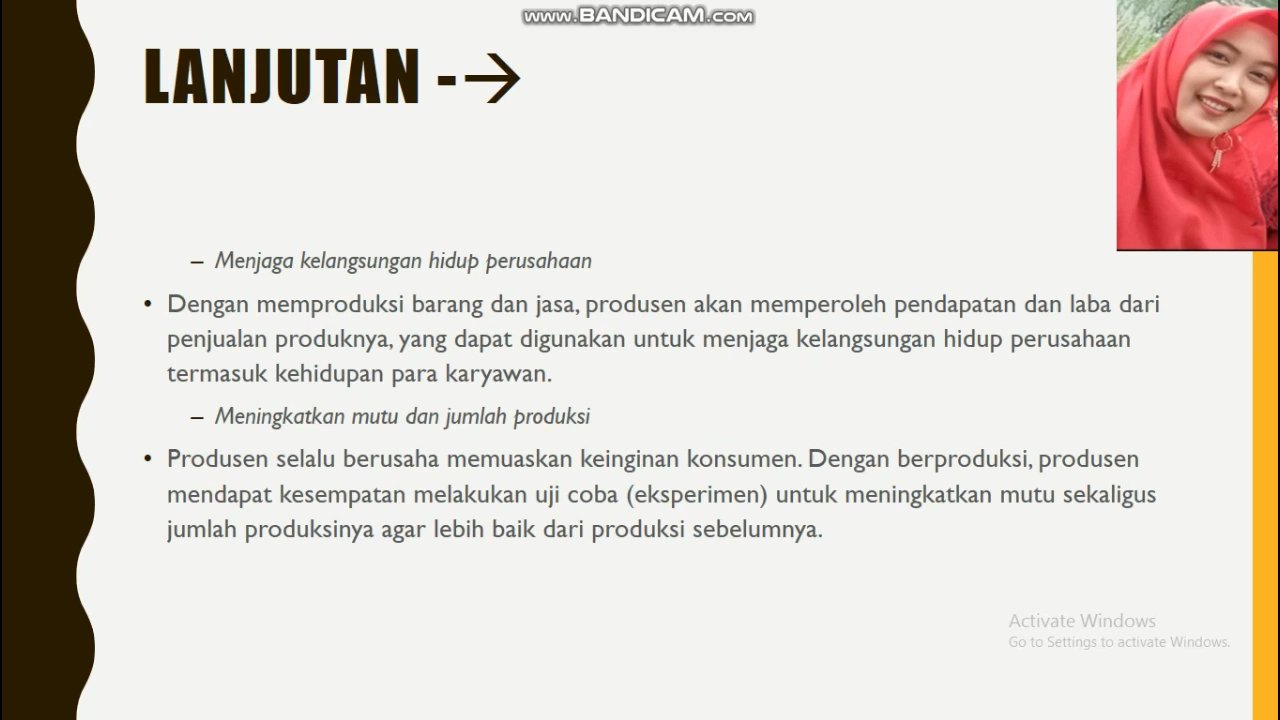 www.BANDICAM.com
LANJUTAN -→
– Menjaga kelangsungan hidup perusahaan
• Dengan memproduksi barang dan jasa, produsen akan memperoleh pendapatan dan laba dari
penjualan produknya, yang dapat digunakan untuk menjaga kelangsungan hidup perusahaan
termasuk kehidupan para karyawan.
– Meningkatkan mutu dan jumlah produksi
• Produsen selalu berusaha memuaskan keinginan konsumen. Dengan berproduksi, produsen
mendapat kesempatan melakukan uji coba (eksperimen) untuk meningkatkan mutu sekaligus
jumlah produksinya agar lebih baik dari produksi sebelumnya.
Activate Windows
Go to Settings to activate Windows.